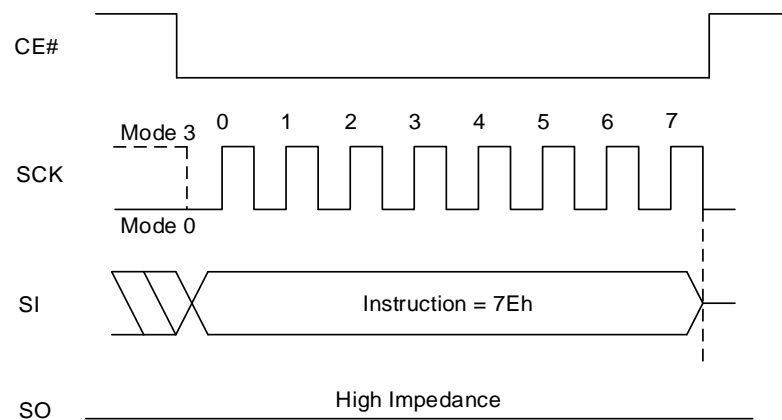 CE#
0 1 2 3 4 5 6 7
Mode 3
SCK
Mode 0
SI
Instruction = 7Eh
High Impedance
SO